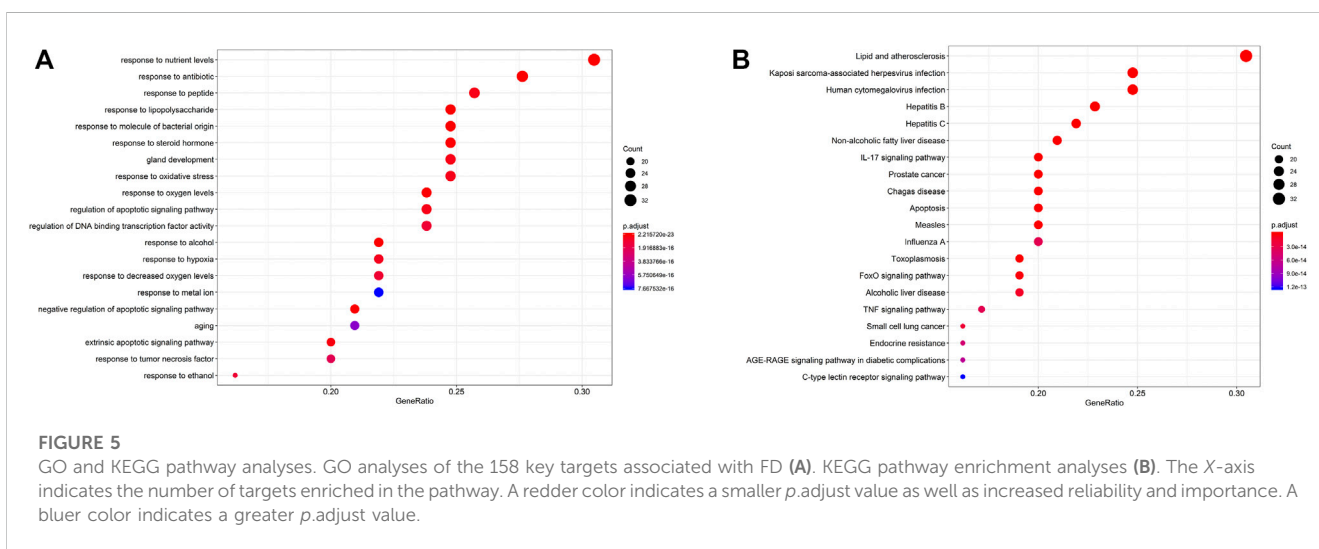 A
response to nutrient levels
response to antibiotic
response to peptide
response to lipopolysaccharide
response to molecule of bacterial origin
response to steroid hormone
gland development
response to oxidative stress
response to oxygen levels
regulation of apoptotic signaling pathway
regulation of DNA binding transcription factor activity
response to alcohol
response to hypoxia
response to decreased oxygen levels
response to metal ion
negative regulation of apoptotic signaling pathway
aging
extrinsic apoptotic signaling pathway
response to tumor necrosis factor
response to ethanol
0.20 0.25 0.30
GeneRatio
Count
20
24
28
32
p.adjust
2.215720e-23
1.916883e-16
3.833766e-16
5.750649e-16
7.667532e-16
B
Lipid and atherosclerosis
Kaposi sarcoma-associated herpesvirus infection
Human cytomegalovirus infection
Hepatitis B
Hepatitis C
Non-alcoholic fatty liver disease
IL-17 signaling pathway
Prostate cancer
Chagas disease
Apoptosis
Measles
Influenza A
Toxoplasmosis
FoxO signaling pathway
Alcoholic liver disease
TNF signaling pathway
Small cell lung cancer
Endocrine resistance
AGE-RAGE signaling pathway in diabetic complications
C-type lectin receptor signaling pathway
0.20 0.25 0.30
GeneRatio
Count
20
24
28
32
p.adjust
3.0e-14
6.0e-14
9.0e-14
1.2e-13
FIGURE 5
GO and KEGG pathway analyses. GO analyses of the 158 key targets associated with FD (A). KEGG pathway enrichment analyses (B). The X-axis
indicates the number of targets enriched in the pathway. A redder color indicates a smaller p.adjust value as well as increased reliability and importance. A
bluer color indicates a greater p.adjust value.